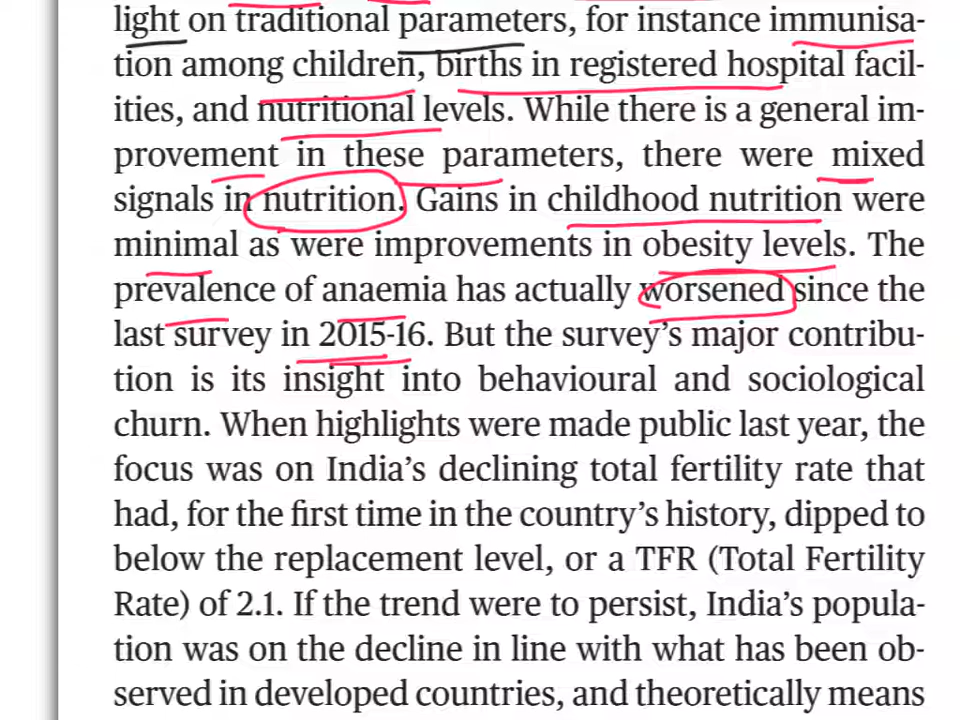 light on traditional parameters, for instance immunisa-
tion among children, births in registered hospital facil-
ities, and nutritional levels. While there is a general im-
provement in these parameters, there were mixed
signals in nutrition. Gains in childhood nutrition were
minimal as were improvements in obesity levels. The
prevalence of anaemia has actually worsened since the
last survey in 2015-16. But the survey’s major contribu-
tion is its insight into behavioural and sociological
churn. When highlights were made public last year, the
focus was on India’s declining total fertility rate that
had, for the first time in the country’s history, dipped to
below the replacement level, or a TFR (Total Fertility
Rate) of 2.1. If the trend were to persist, India’s popula-
tion was on the decline in line with what has been ob-
served in developed countries, and theoretically means